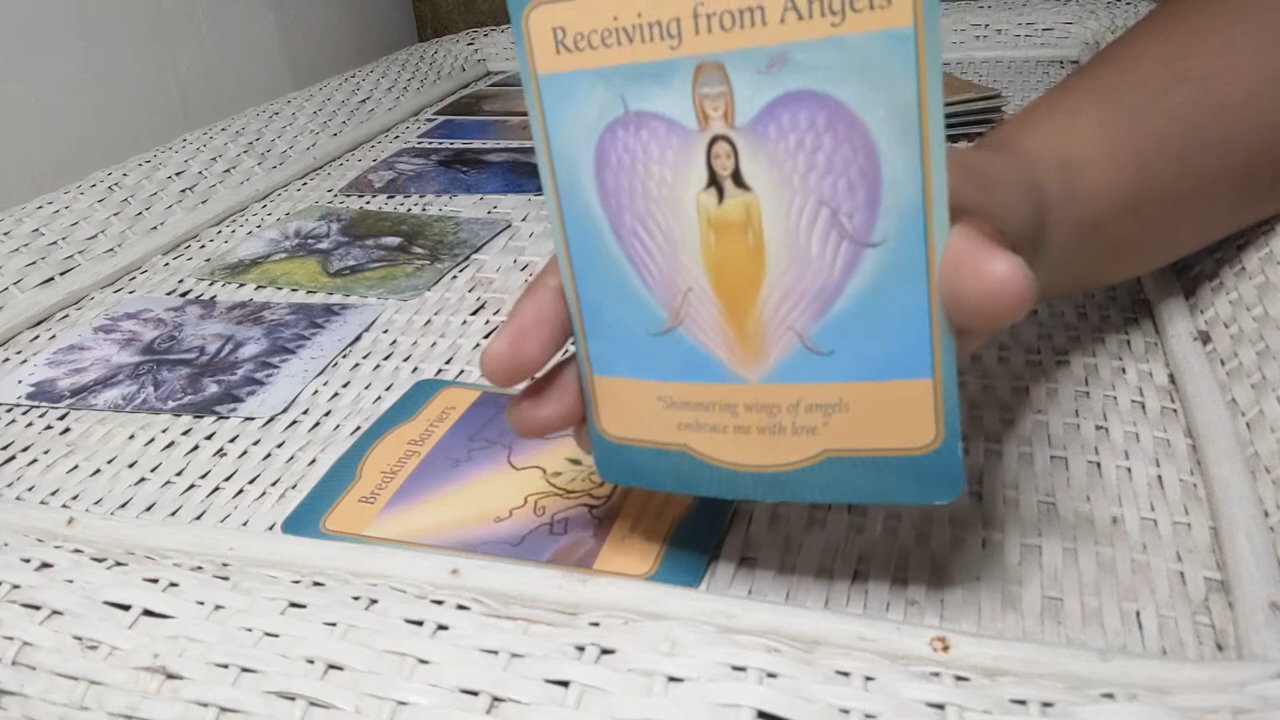 Receiving from Angels
"Shimmering wings of angels
embrace me with love."
Breaking Barriers